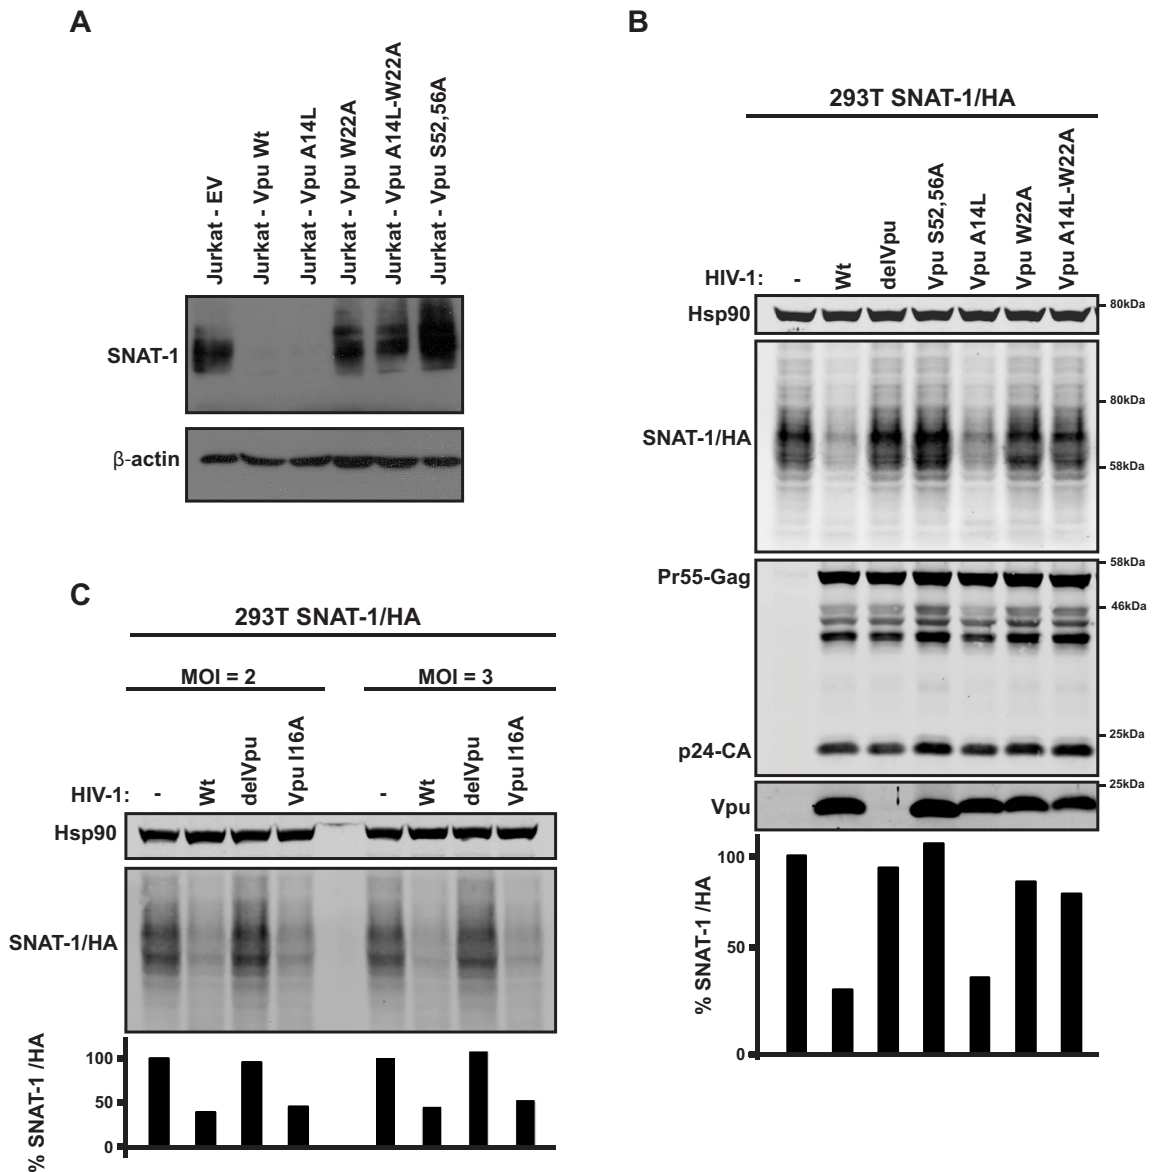 A
Jurkat - EV
Jurkat - Vpu Wt
Jurkat - Vpu A14L
Jurkat - Vpu W22A
Jurkat - Vpu A14L-W22A
Jurkat - Vpu S52,56A
SNAT-1
β-actin
B
293T SNAT-1/HA
HIV-1:
-
Wt
delVpu
Vpu S52,56A
Vpu A14L
Vpu W22A
Vpu A14L-W22A
Hsp90
80kDa
SNAT-1/HA
80kDa
58kDa
Pr55-Gag
58kDa
46kDa
p24-CA
25kDa
Vpu
25kDa
% SNAT-1 /HA
100
50
0
C
293T SNAT-1/HA
MOI = 2
MOI = 3
HIV-1:
-
Wt
delVpu
Vpu I16A
-
Wt
delVpu
Vpu I16A
Hsp90
SNAT-1/HA
% SNAT-1 /HA
100
50
0